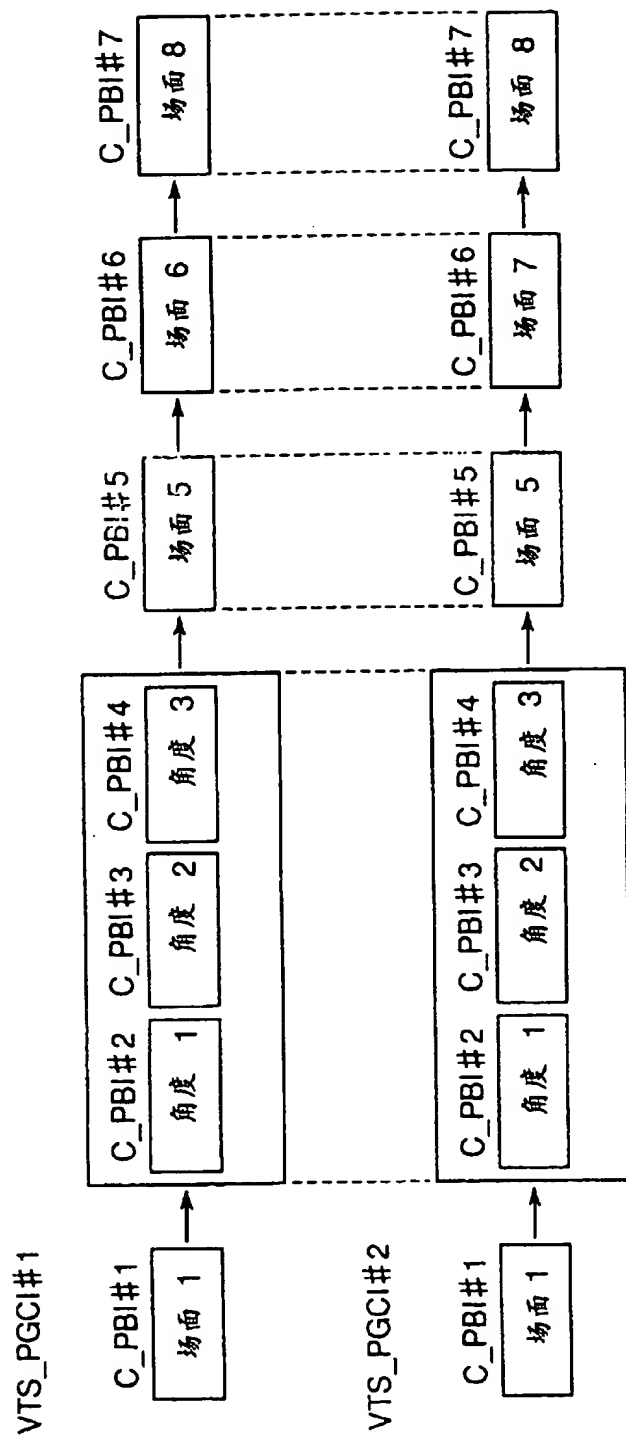 VTS_PGCI#1
C_PBI#1
场面 1
C_PBI#2
角度 1
C_PBI#3
角度 2
C_PBI#4
角度 3
C_PBI#5
场面 5
C_PBI#6
场面 6
C_PBI#7
场面 8
VTS_PGCI#2
C_PBI#1
场面 1
C_PBI#2
角度 1
C_PBI#3
角度 2
C_PBI#4
角度 3
C_PBI#5
场面 5
C_PBI#6
场面 7
C_PBI#7
场面 8